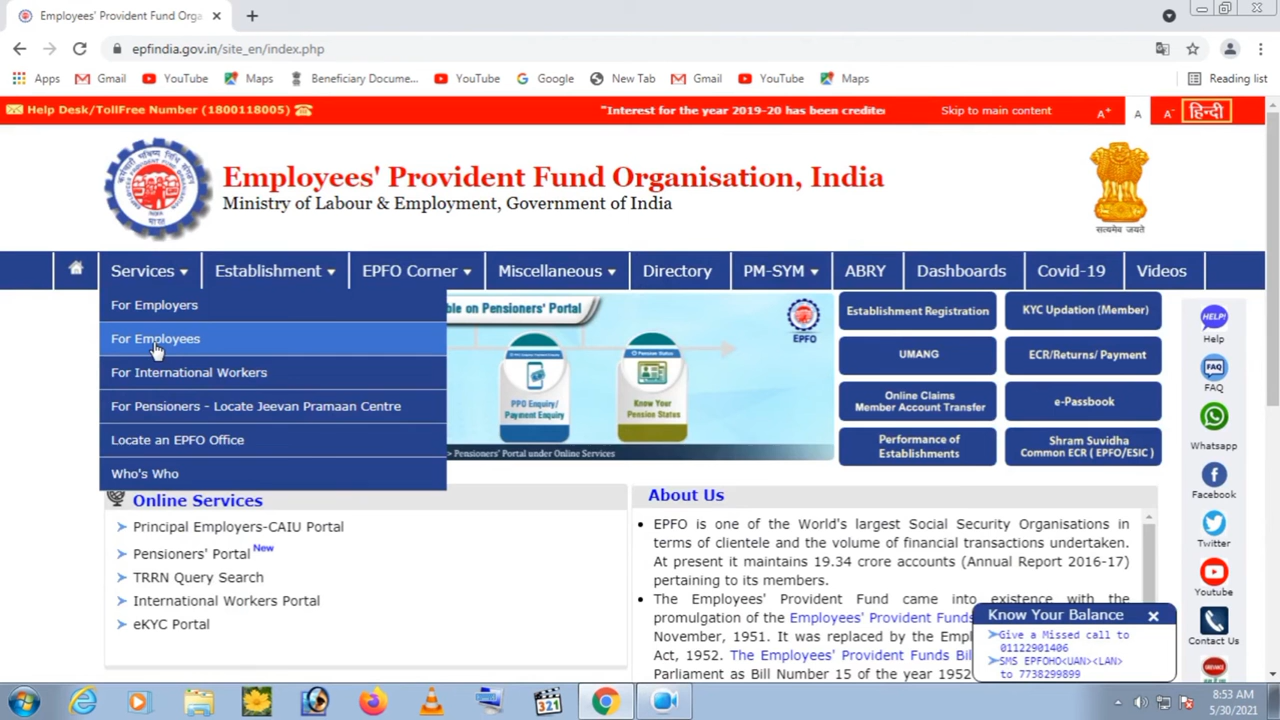 Employees' Provident Fund Orga
epfindia.gov.in/site_en/index.php
Apps
Gmail
YouTube
Maps
Beneficiary Docume...
YouTube
Google
New Tab
Gmail
YouTube
Maps
Reading list
Help Desk/TollFree Number (1800118005)
"Interest for the year 2019-20 has been credite
Skip to main content
A+
A
A-
हिन्दी
Employees' Provident Fund Organisation, India
Ministry of Labour & Employment, Government of India
सत्यमेव जयते
Services
Establishment
EPFO Corner
Miscellaneous
Directory
PM-SYM
ABRY
Dashboards
Covid-19
Videos
For Employers
For Employees
For International Workers
For Pensioners - Locate Jeevan Pramaan Centre
Locate an EPFO Office
Who's Who
ble on Pensioners' Portal
EPFO
PPO Enquiry/
Payment Enquiry
Know Your
Pension Status
> Pensioners' Portal under Online Services
Establishment Registration
KYC Updation (Member)
UMANG
ECR/Returns/ Payment
Online Claims
Member Account Transfer
e-Passbook
Performance of
Establishments
Shram Suvidha
Common ECR ( EPFO/ESIC )
HELP!
Help
FAQ
FAQ
Whatsapp
Facebook
Twitter
Youtube
Contact Us
Online Services
Principal Employers-CAIU Portal
Pensioners' Portal New
TRRN Query Search
International Workers Portal
eKYC Portal
About Us
EPFO is one of the World's largest Social Security Organisations in
terms of clientele and the volume of financial transactions undertaken.
At present it maintains 19.34 crore accounts (Annual Report 2016-17)
pertaining to its members.
The Employees' Provident Fund came into existence with the
promulgation of the Employees' Provident Funds
November, 1951. It was replaced by the Emp
Act, 1952. The Employees' Provident Funds Bil
Parliament as Bill Number 15 of the year 1952
Know Your Balance
Give a Missed call to
01122901406
SMS EPFOHO<UAN><LAN>
to 7738299899
321
8:53 AM
5/30/2021